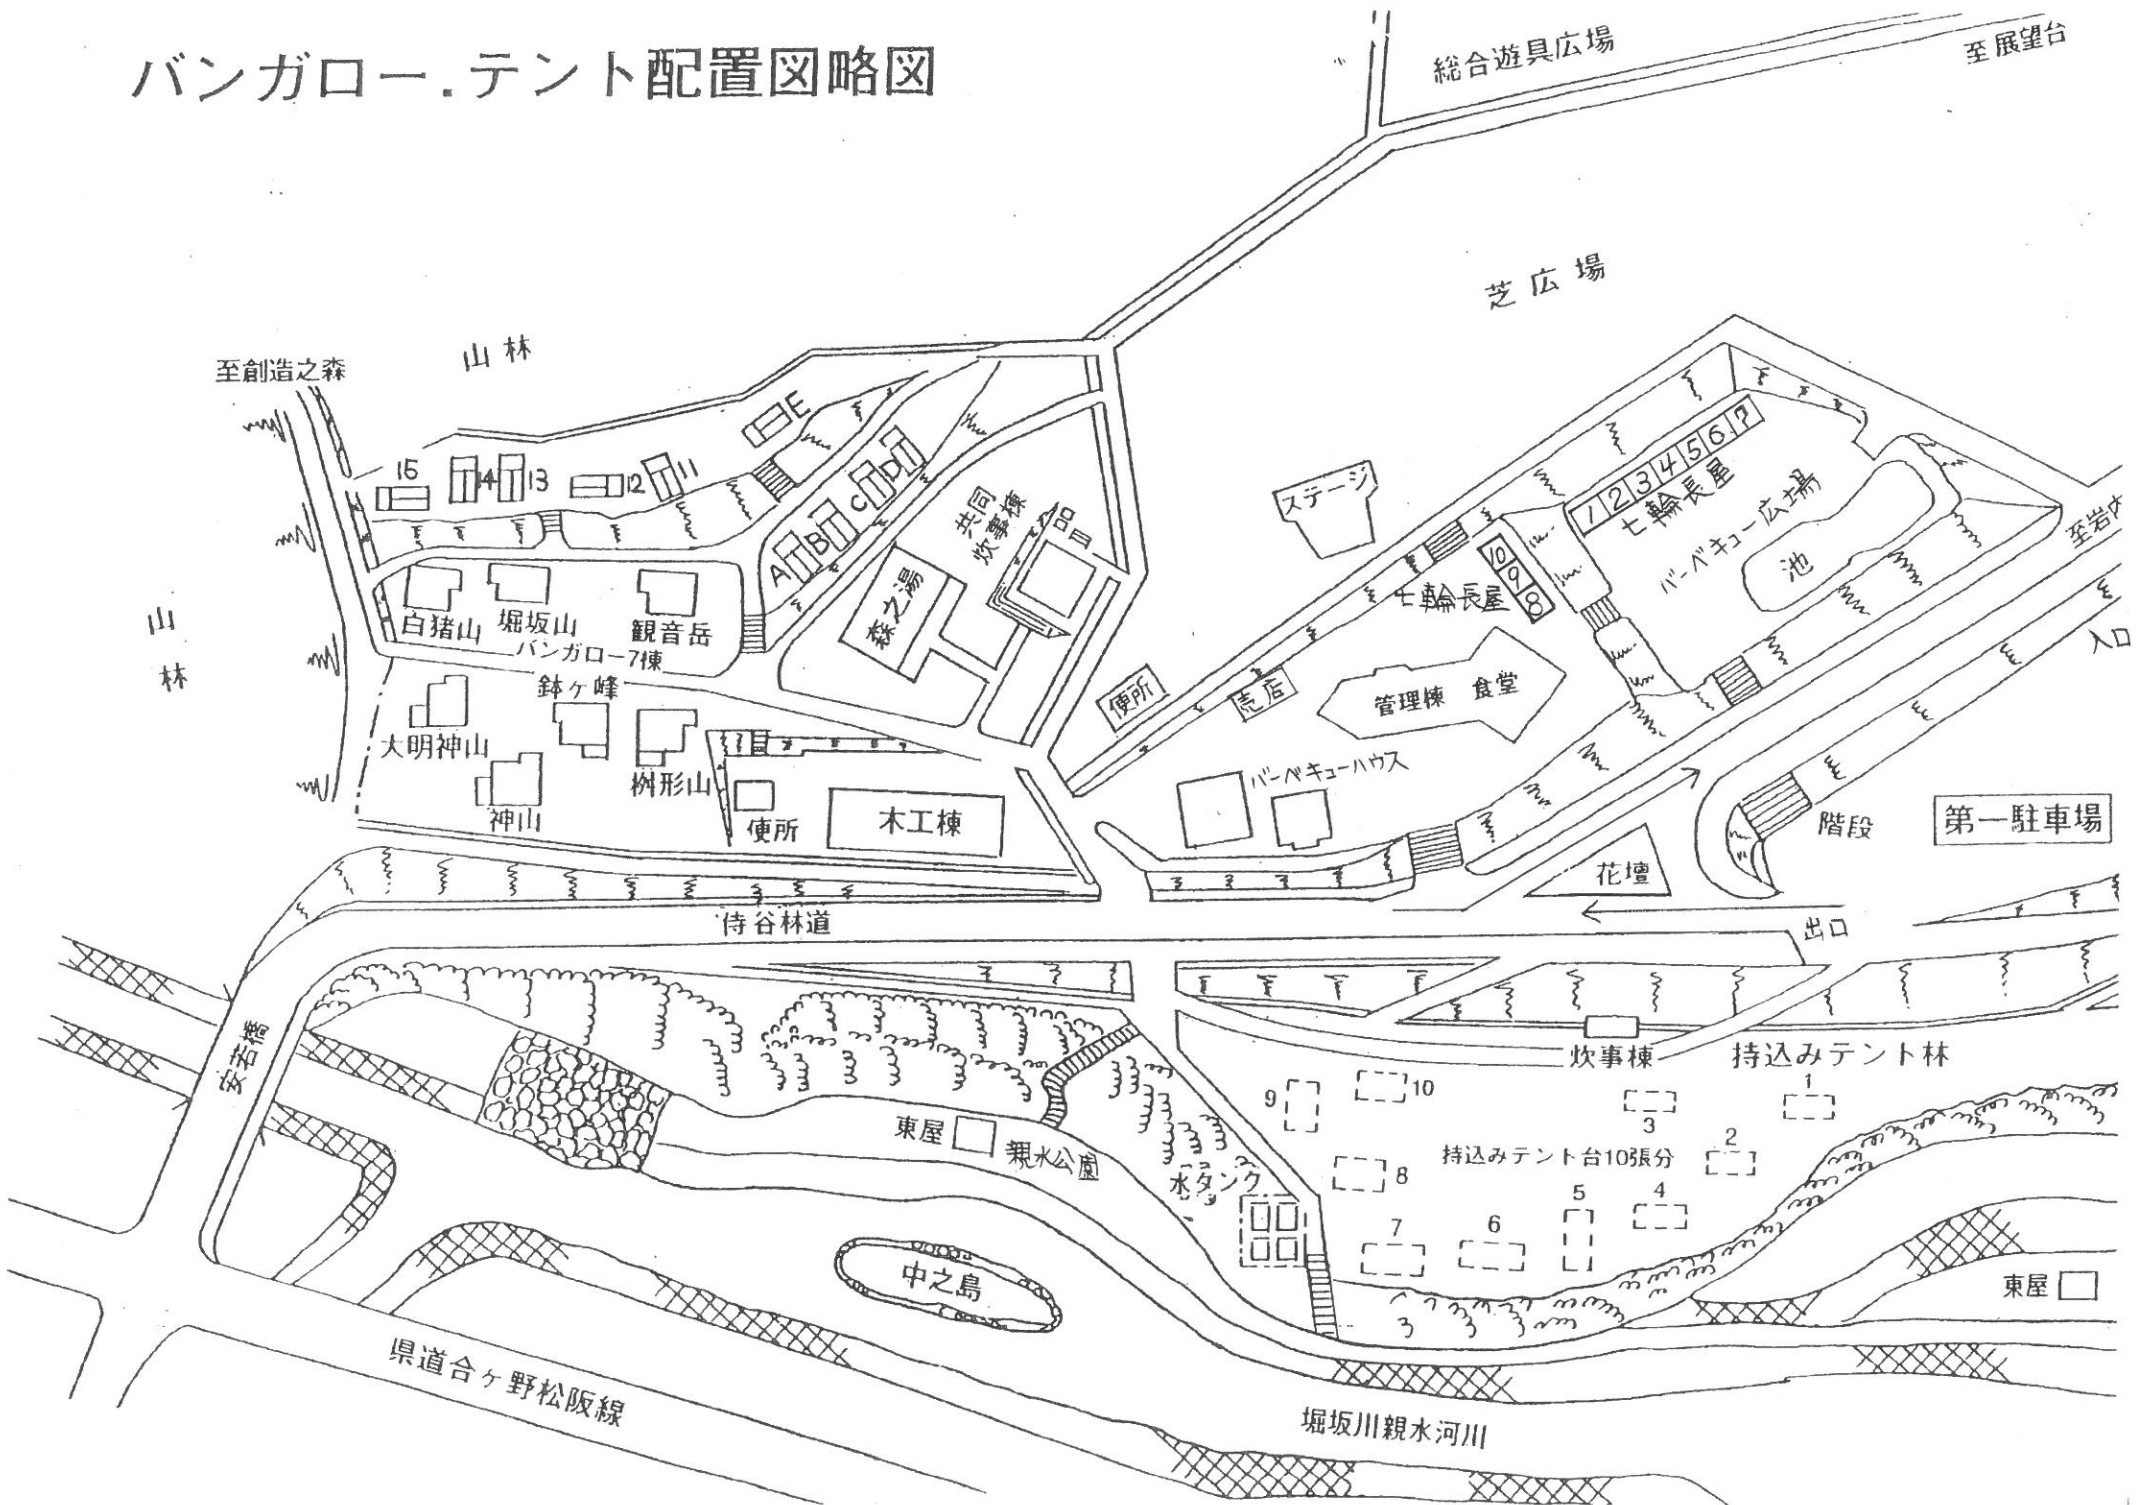 バンガロー.テント配置図略図
総合遊具広場
至展望台
芝広場
山林
至創造之森
15
14
13
12
11
E
A
B
C
D
共同
炊事棟
森之湯
ステージ
1 2 3 4 5 6 7
七輪長屋
バーベキュー広場
池
10
9
8
七輪長屋
至岩内
入口
山林
白猪山
堀坂山
観音岳
バンガロー7棟
鉢ヶ峰
大明神山
神山
桝形山
便所
木工棟
便所
売店
管理棟 食堂
バーベキューハウス
階段
第一駐車場
花壇
出口
侍谷林道
安若橋
炊事棟
持込みテント林
1
2
3
4
5
6
7
8
9
10
持込みテント台10張分
東屋
親水公園
水タンク
中之島
東屋
県道合ヶ野松阪線
堀坂川親水河川